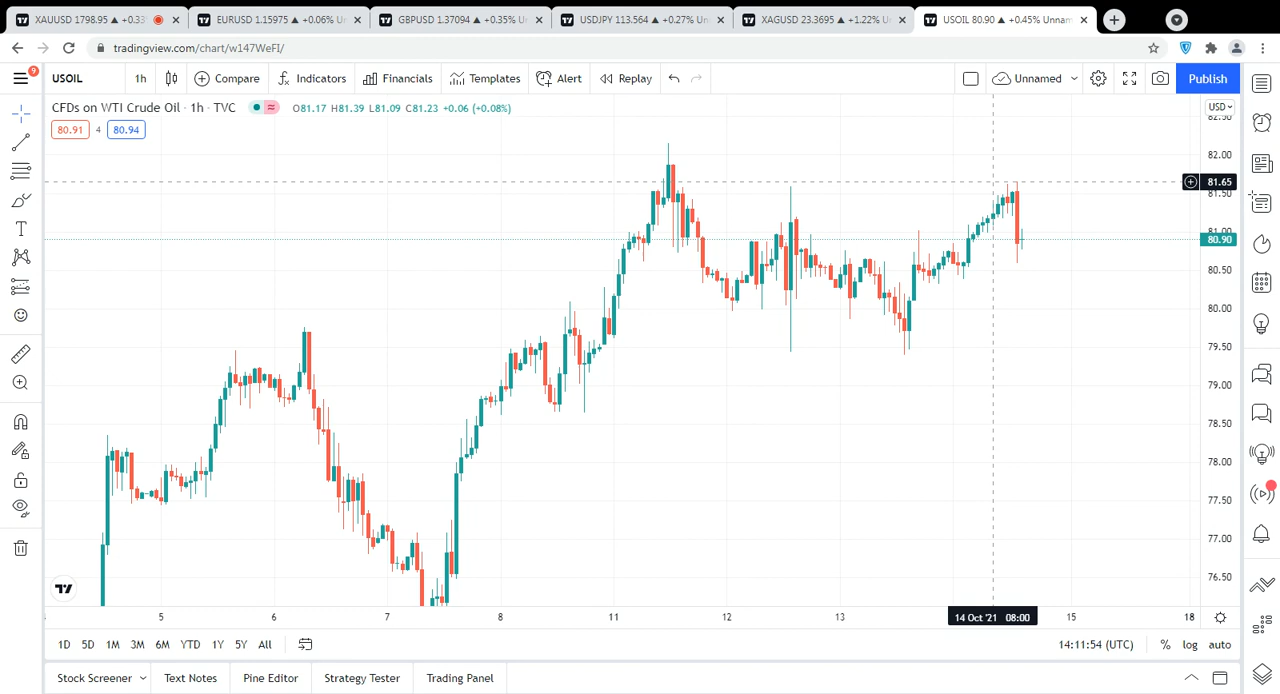 XAUUSD 1798.95 ▲ +0.33
EURUSD 1.15975 ▲ +0.06% U
GBPUSD 1.37094 ▲ +0.35%
USDJPY 113.564 ▲ +0.27% Un
XAGUSD 23.3695 ▲ +1.22% U
USOIL 80.90 ▲ +0.45% Unnam
tradingview.com/chart/w147WeFI/
9
USOIL 1h Compare Indicators Financials Templates Alert Replay Unnamed Publish
CFDs on WTI Crude Oil · 1h · TVC O81.17 H81.39 L81.09 C81.23 +0.06 (+0.08%)
USD
80.91 4 80.94
82.50
82.00
81.65
81.50
81.00
80.90
80.50
80.00
79.50
79.00
78.50
78.00
77.50
77.00
76.50
5 6 7 8 11 12 13 14 Oct '21 08:00 15 18
1D 5D 1M 3M 6M YTD 1Y 5Y All 14:11:54 (UTC) % log auto
Stock Screener Text Notes Pine Editor Strategy Tester Trading Panel